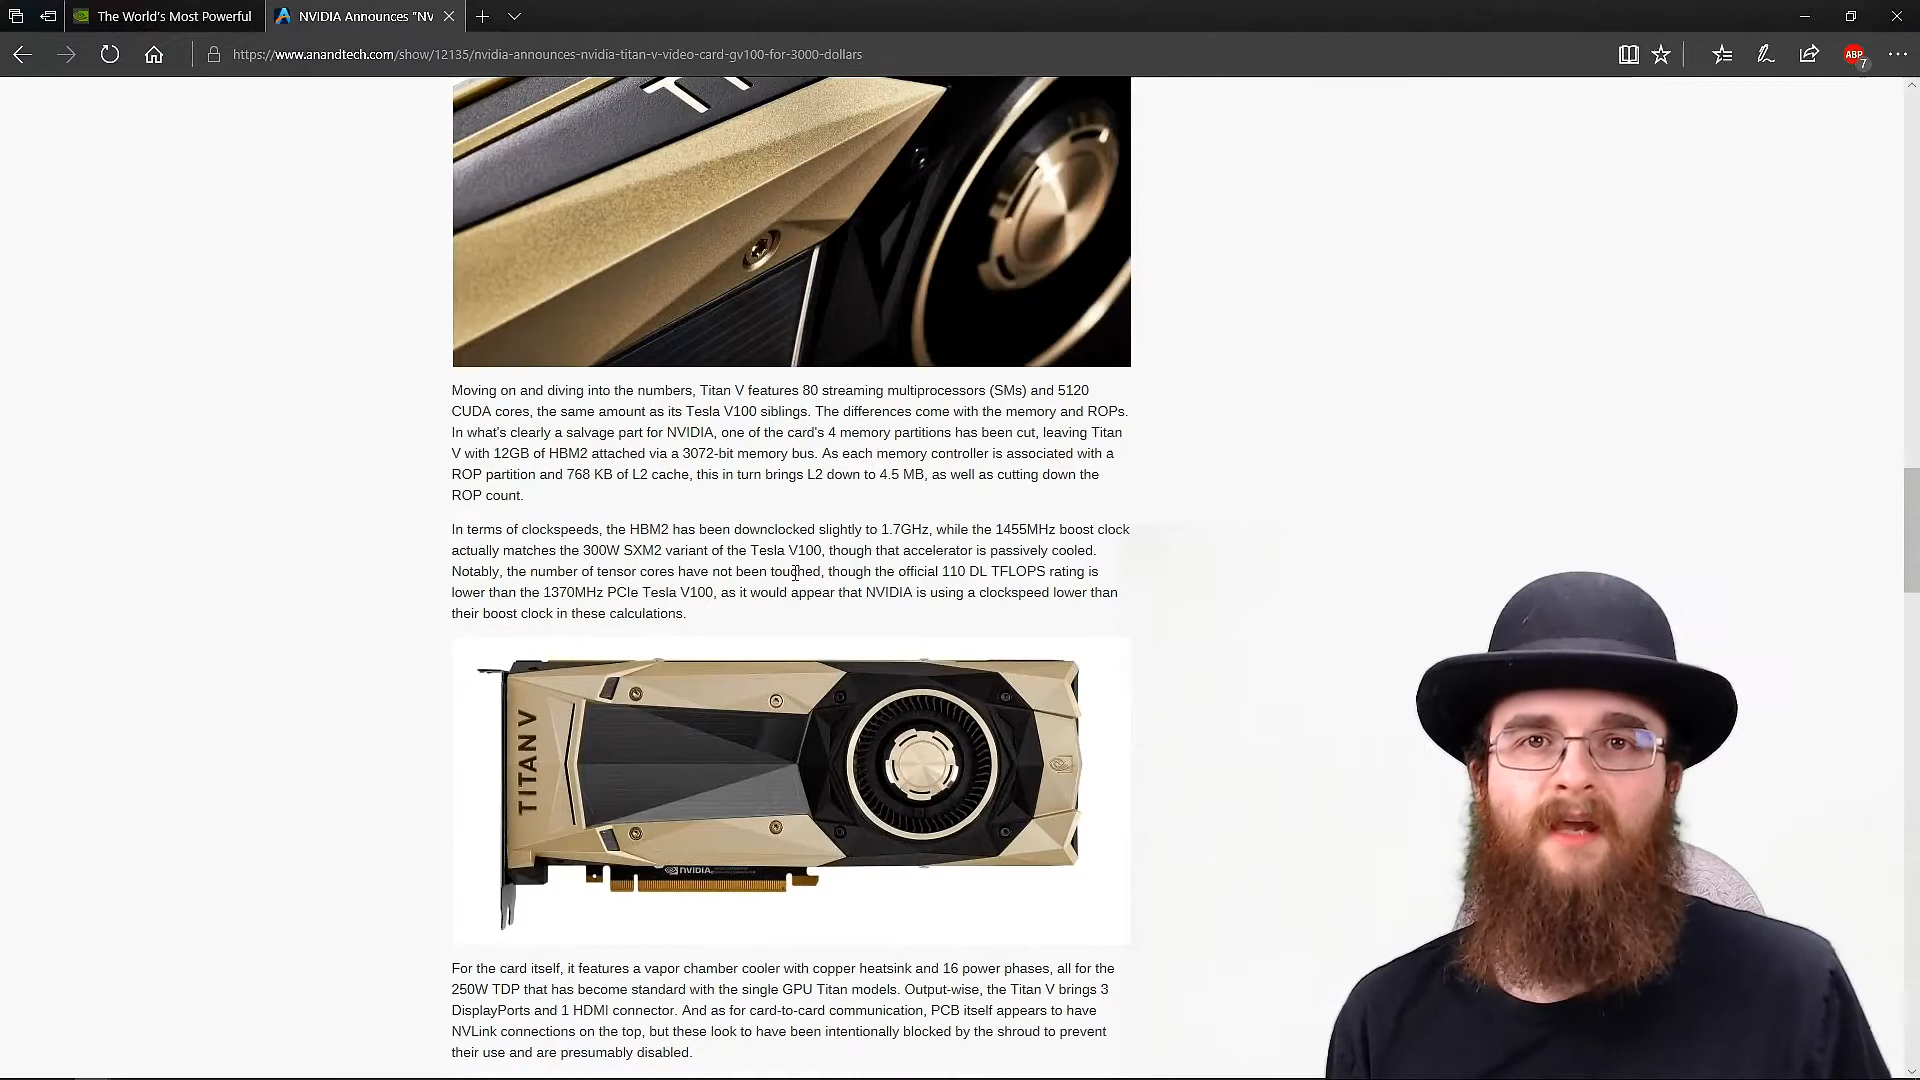 The World's Most Powerful
NVIDIA Announces "NV
https://www.anandtech.com/show/12135/nvidia-announces-nvidia-titan-v-video-card-gv100-for-3000-dollars
ABP
7
TI
Moving on and diving into the numbers, Titan V features 80 streaming multiprocessors (SMs) and 5120
CUDA cores, the same amount as its Tesla V100 siblings. The differences come with the memory and ROPs.
In what's clearly a salvage part for NVIDIA, one of the card's 4 memory partitions has been cut, leaving Titan
V with 12GB of HBM2 attached via a 3072-bit memory bus. As each memory controller is associated with a
ROP partition and 768 KB of L2 cache, this in turn brings L2 down to 4.5 MB, as well as cutting down the
ROP count.
In terms of clockspeeds, the HBM2 has been downclocked slightly to 1.7GHz, while the 1455MHz boost clock
actually matches the 300W SXM2 variant of the Tesla V100, though that accelerator is passively cooled.
Notably, the number of tensor cores have not been touched, though the official 110 DL TFLOPS rating is
lower than the 1370MHz PCIe Tesla V100, as it would appear that NVIDIA is using a clockspeed lower than
their boost clock in these calculations.
TITAN V
NVIDIA
For the card itself, it features a vapor chamber cooler with copper heatsink and 16 power phases, all for the
250W TDP that has become standard with the single GPU Titan models. Output-wise, the Titan V brings 3
DisplayPorts and 1 HDMI connector. And as for card-to-card communication, PCB itself appears to have
NVLink connections on the top, but these look to have been intentionally blocked by the shroud to prevent
their use and are presumably disabled.